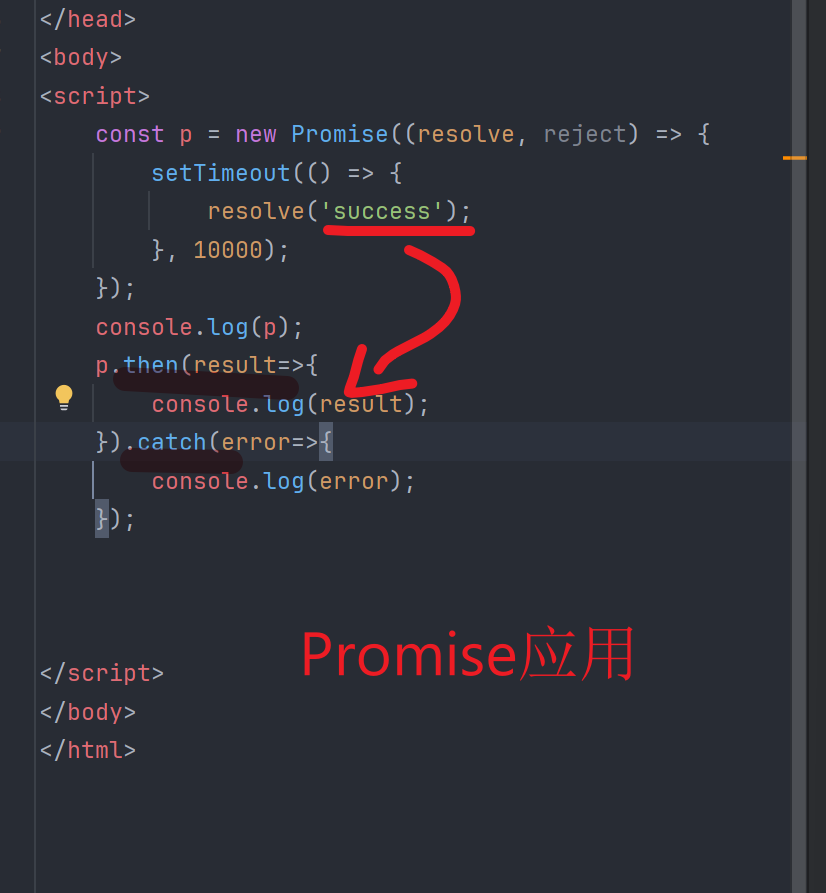 </head>
<body>
<script>
const p = new Promise((resolve, reject) => {
setTimeout(() => {
resolve('success');
}, 10000);
});
console.log(p);
p.then(result=>{
console.log(result);
}).catch(error=>{
console.log(error);
});
Promise应用
</script>
</body>
</html>